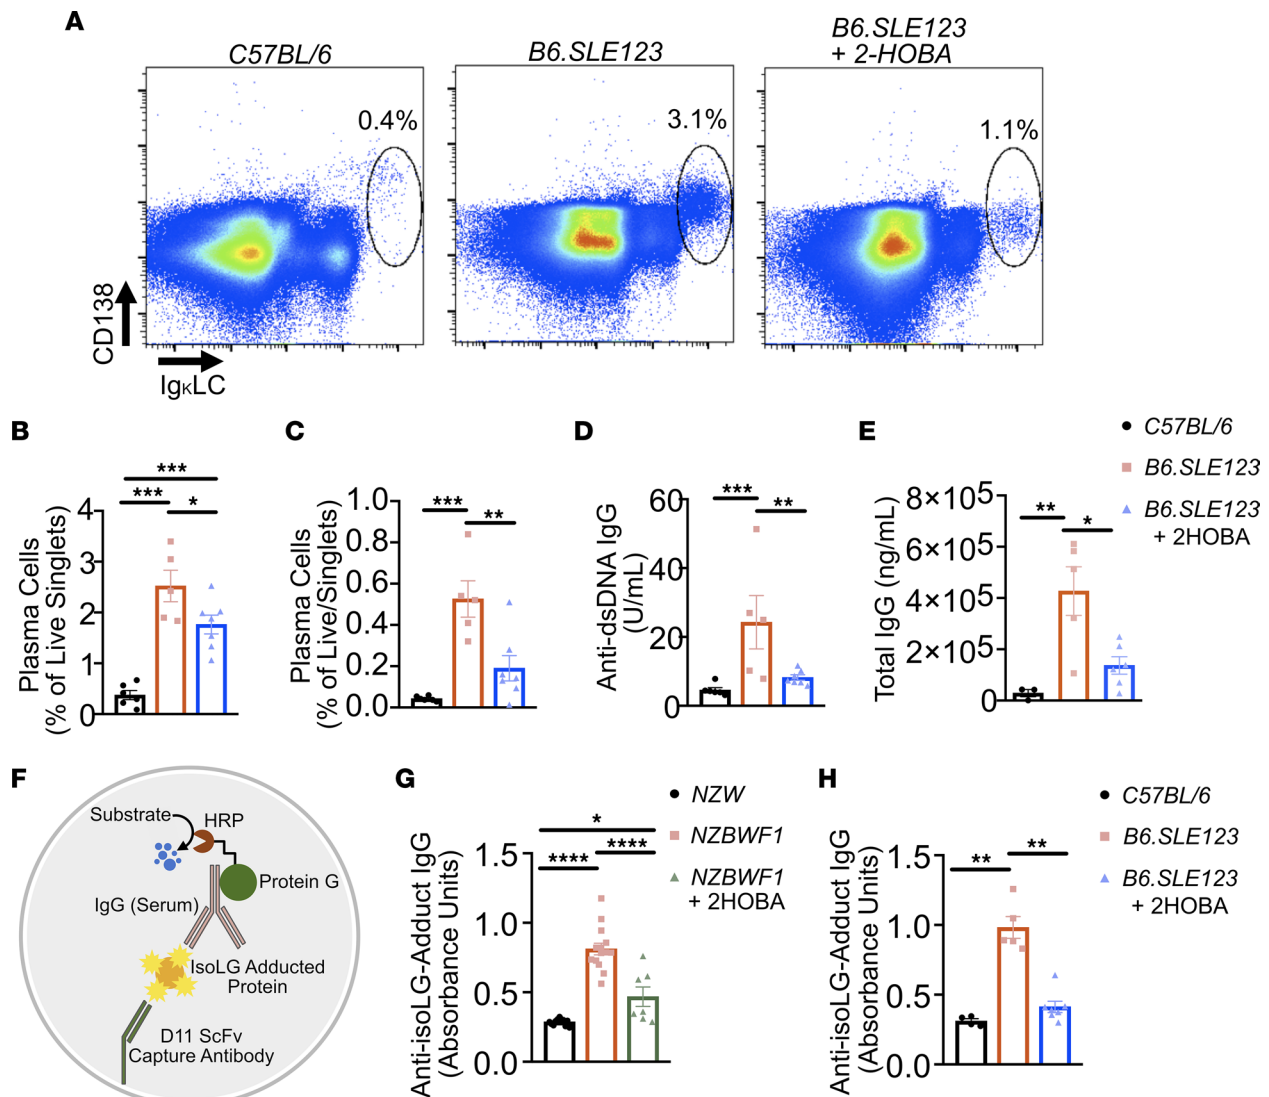 A
C57BL/6
B6.SLE123
B6.SLE123
+ 2-HOBA
0.4%
3.1%
1.1%
CD138
IgκLC
B
Plasma Cells
(% of Live Singlets)
4
3
2
1
0
***
***
*
C
Plasma Cells
(% of Live/Singlets)
1.0
0.8
0.6
0.4
0.2
0.0
***
**
D
Anti-dsDNA IgG
(U/mL)
60
40
20
0
***
**
E
Total IgG (ng/mL)
8×10⁵
6×10⁵
4×10⁵
2×10⁵
0
**
*
C57BL/6
B6.SLE123
B6.SLE123
+ 2HOBA
F
Substrate
HRP
Protein G
IgG (Serum)
IsoLG Adducted
Protein
D11 ScFv
Capture Antibody
G
Anti-isoLG-Adduct IgG
(Absorbance Units)
1.5
1.0
0.5
0.0
*
****
****
NZW
NZBWF1
NZBWF1
+ 2HOBA
H
Anti-isoLG-Adduct IgG
(Absorbance Units)
1.5
1.0
0.5
0.0
**
**
C57BL/6
B6.SLE123
B6.SLE123
+ 2HOBA